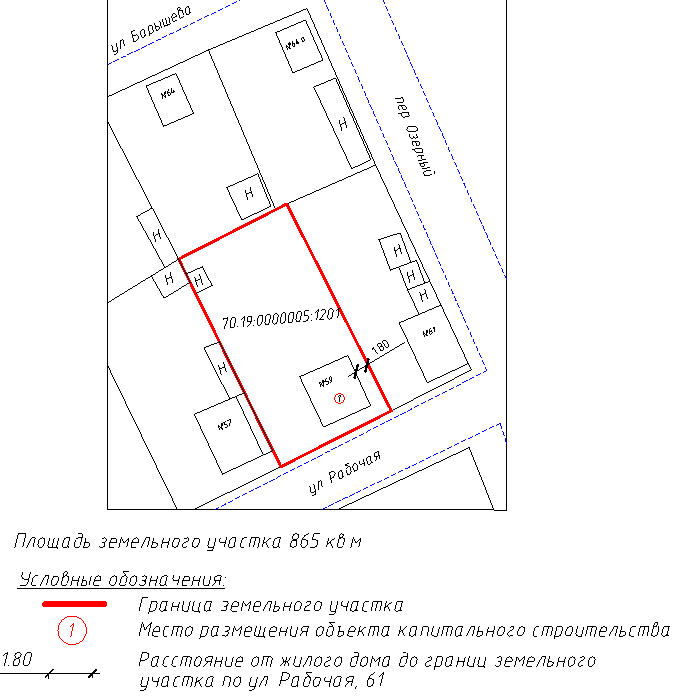 ул Барышева
№64 а
№64
Н
пер Озерный
Н
Н
Н
Н
Н
Н
Н
70.19:0000005:1201
Н
№61
1.80
Н
№59
1
№57
ул Рабочая
Площадь земельного участка 865 кв м
Условные обозначения:
Граница земельного участка
1 Место размещения объекта капитального строительства
1.80 Расстояние от жилого дома до границ земельного
участка по ул Рабочая, 61